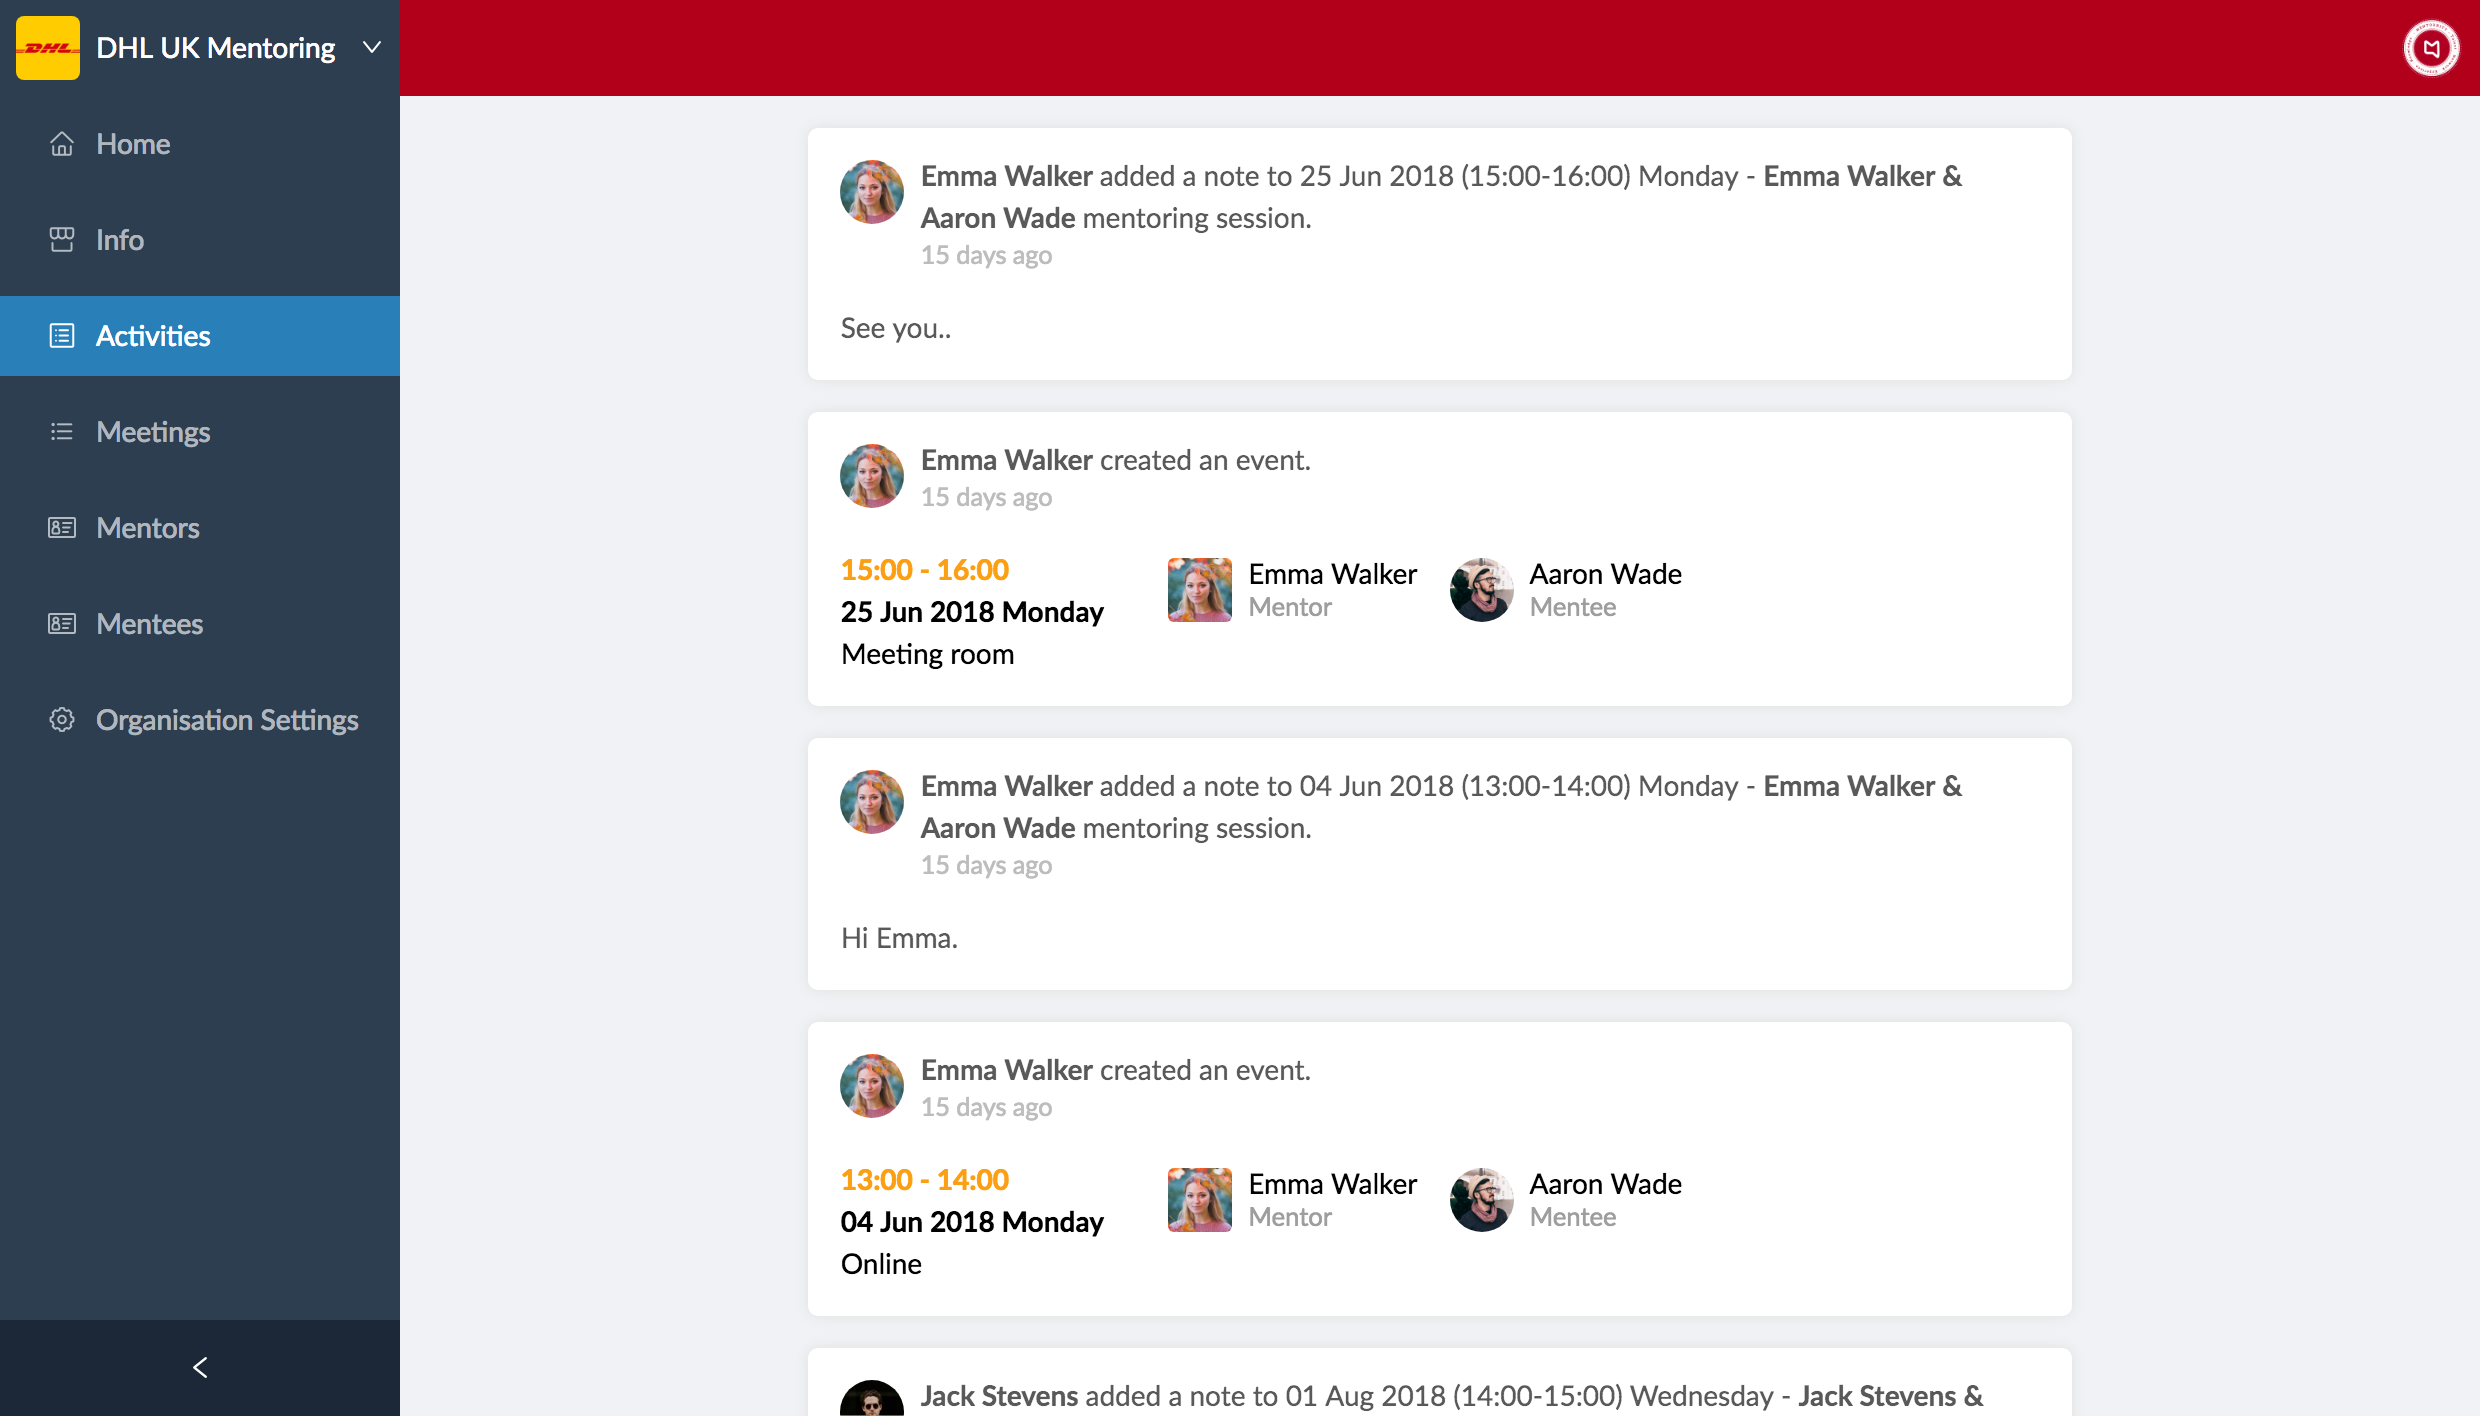 DHL
DHL UK Mentoring
Home
Info
Activities
Meetings
Mentors
Mentees
Organisation Settings
Emma Walker added a note to 25 Jun 2018 (15:00-16:00) Monday - Emma Walker &
Aaron Wade mentoring session.
15 days ago
See you..
Emma Walker created an event.
15 days ago
15:00 - 16:00
25 Jun 2018 Monday
Meeting room
Emma Walker
Mentor
Aaron Wade
Mentee
Emma Walker added a note to 04 Jun 2018 (13:00-14:00) Monday - Emma Walker &
Aaron Wade mentoring session.
15 days ago
Hi Emma.
Emma Walker created an event.
15 days ago
13:00 - 14:00
04 Jun 2018 Monday
Online
Emma Walker
Mentor
Aaron Wade
Mentee
Jack Stevens added a note to 01 Aug 2018 (14:00-15:00) Wednesday - Jack Stevens &